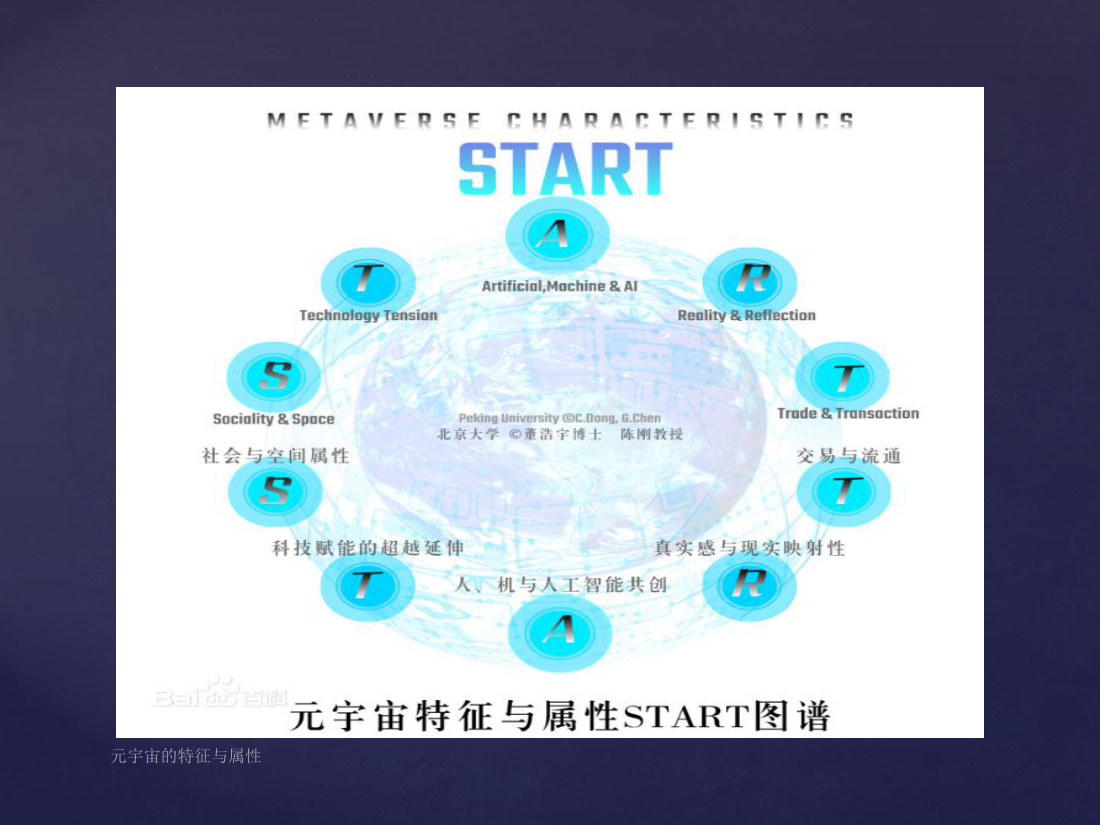 METAVERSE CHARACTERISTICS
START
A
Artificial,Machine & AI
T
R
Technology Tension
Reality & Reflection
S
T
Sociality & Space
Trade & Transaction
Peking University ©C.Dong, G.Chen
北京大学 ©董浩宇博士 陈刚教授
社会与空间属性
交易与流通
S
T
科技赋能的超越延伸
真实感与现实映射性
T
人、机与人工智能共创
R
A
Bai百科
元宇宙特征与属性START图谱
元宇宙的特征与属性